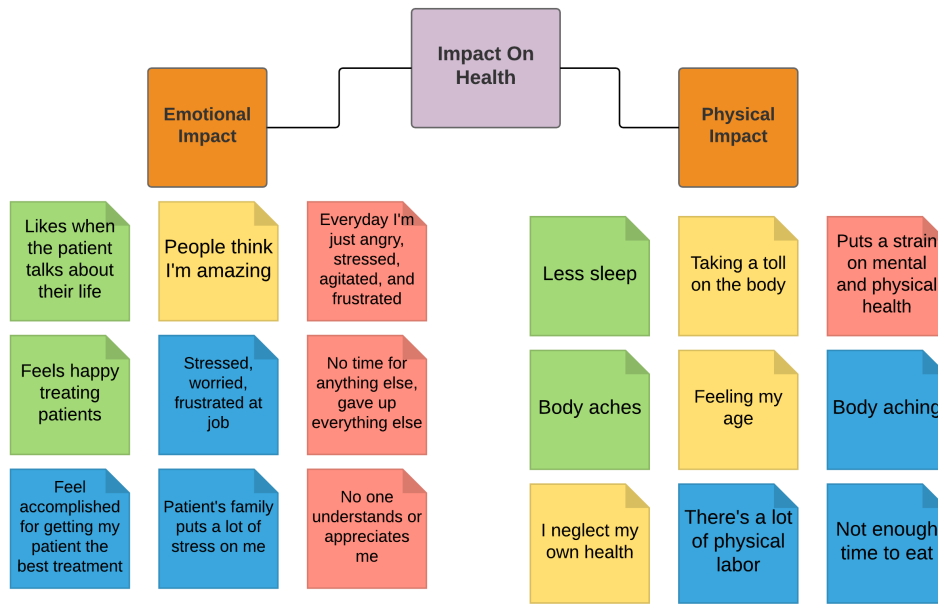 Impact On
Health
Emotional
Impact
Physical
Impact
Likes when
the patient
talks about
their life
People think
I'm amazing
Everyday I'm
just angry,
stressed,
agitated, and
frustrated
Feels happy
treating
patients
Stressed,
worried,
frustrated at
job
No time for
anything else,
gave up
everything else
Feel
accomplished
for getting my
patient the
best treatment
Patient's family
puts a lot of
stress on me
No one
understands or
appreciates
me
Less sleep
Taking a toll
on the body
Puts a strain
on mental
and physical
health
Body aches
Feeling my
age
Body aching
I neglect my
own health
There's a lot
of physical
labor
Not enough
time to eat